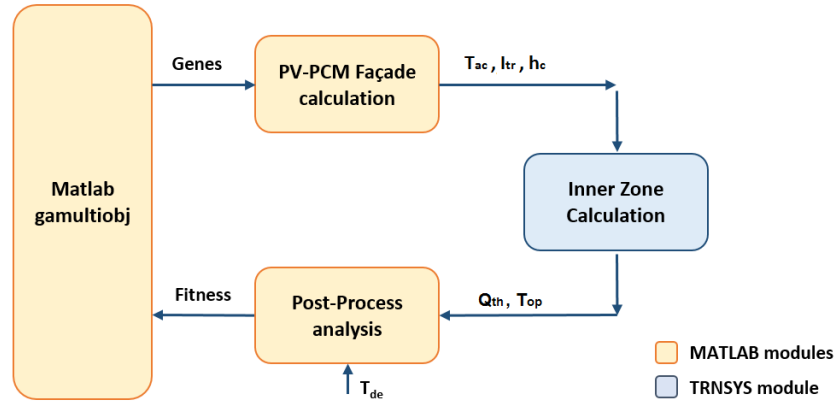 Genes
PV-PCM Façade
calculation
Tac , Itr , hc
Matlab
gamultiobj
Inner Zone
Calculation
Fitness
Post-Process
analysis
Qth, Top
Tde
MATLAB modules
TRNSYS module